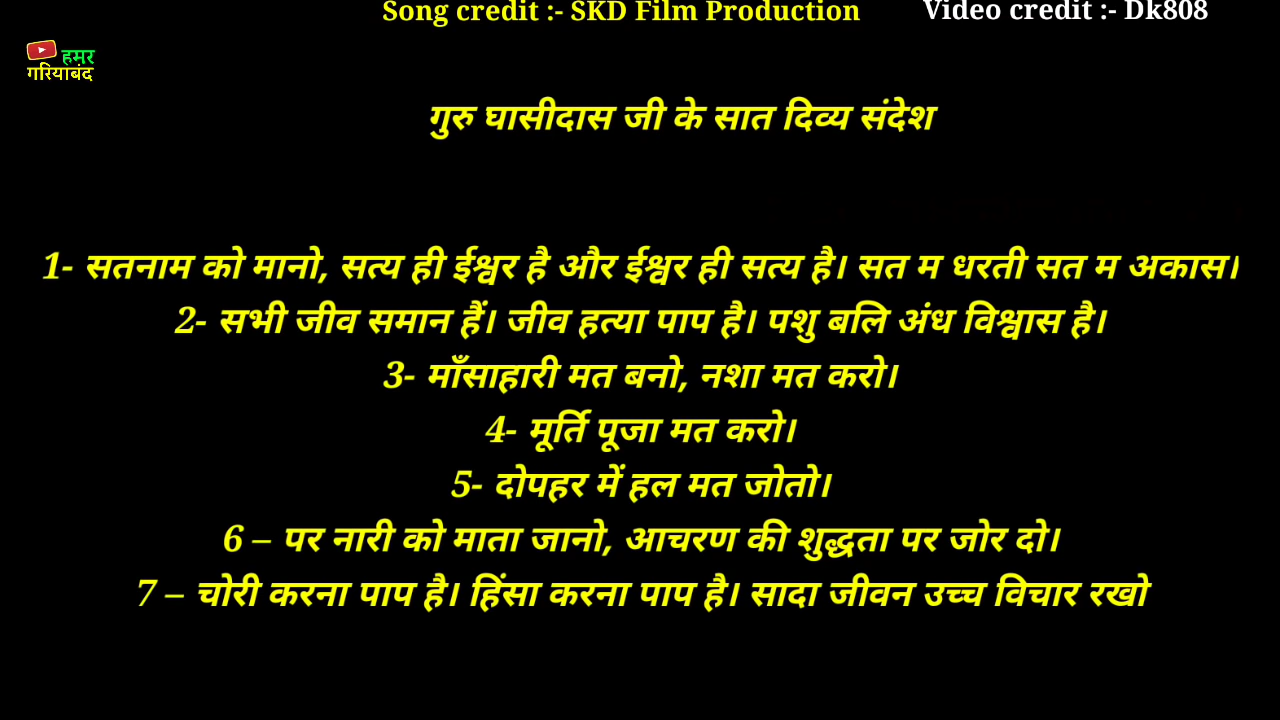 Song credit :- SKD Film Production Video credit :- Dk808
हमर
गरियाबंद
गुरु घासीदास जी के सात दिव्य संदेश
1- सतनाम को मानो, सत्य ही ईश्वर है और ईश्वर ही सत्य है। सत म धरती सत म अकास।
2- सभी जीव समान हैं। जीव हत्या पाप है। पशु बलि अंध विश्वास है।
3- माँसाहारी मत बनो, नशा मत करो।
4- मूर्ति पूजा मत करो।
5- दोपहर में हल मत जोतो।
6 – पर नारी को माता जानो, आचरण की शुद्धता पर जोर दो।
7 – चोरी करना पाप है। हिंसा करना पाप है। सादा जीवन उच्च विचार रखो